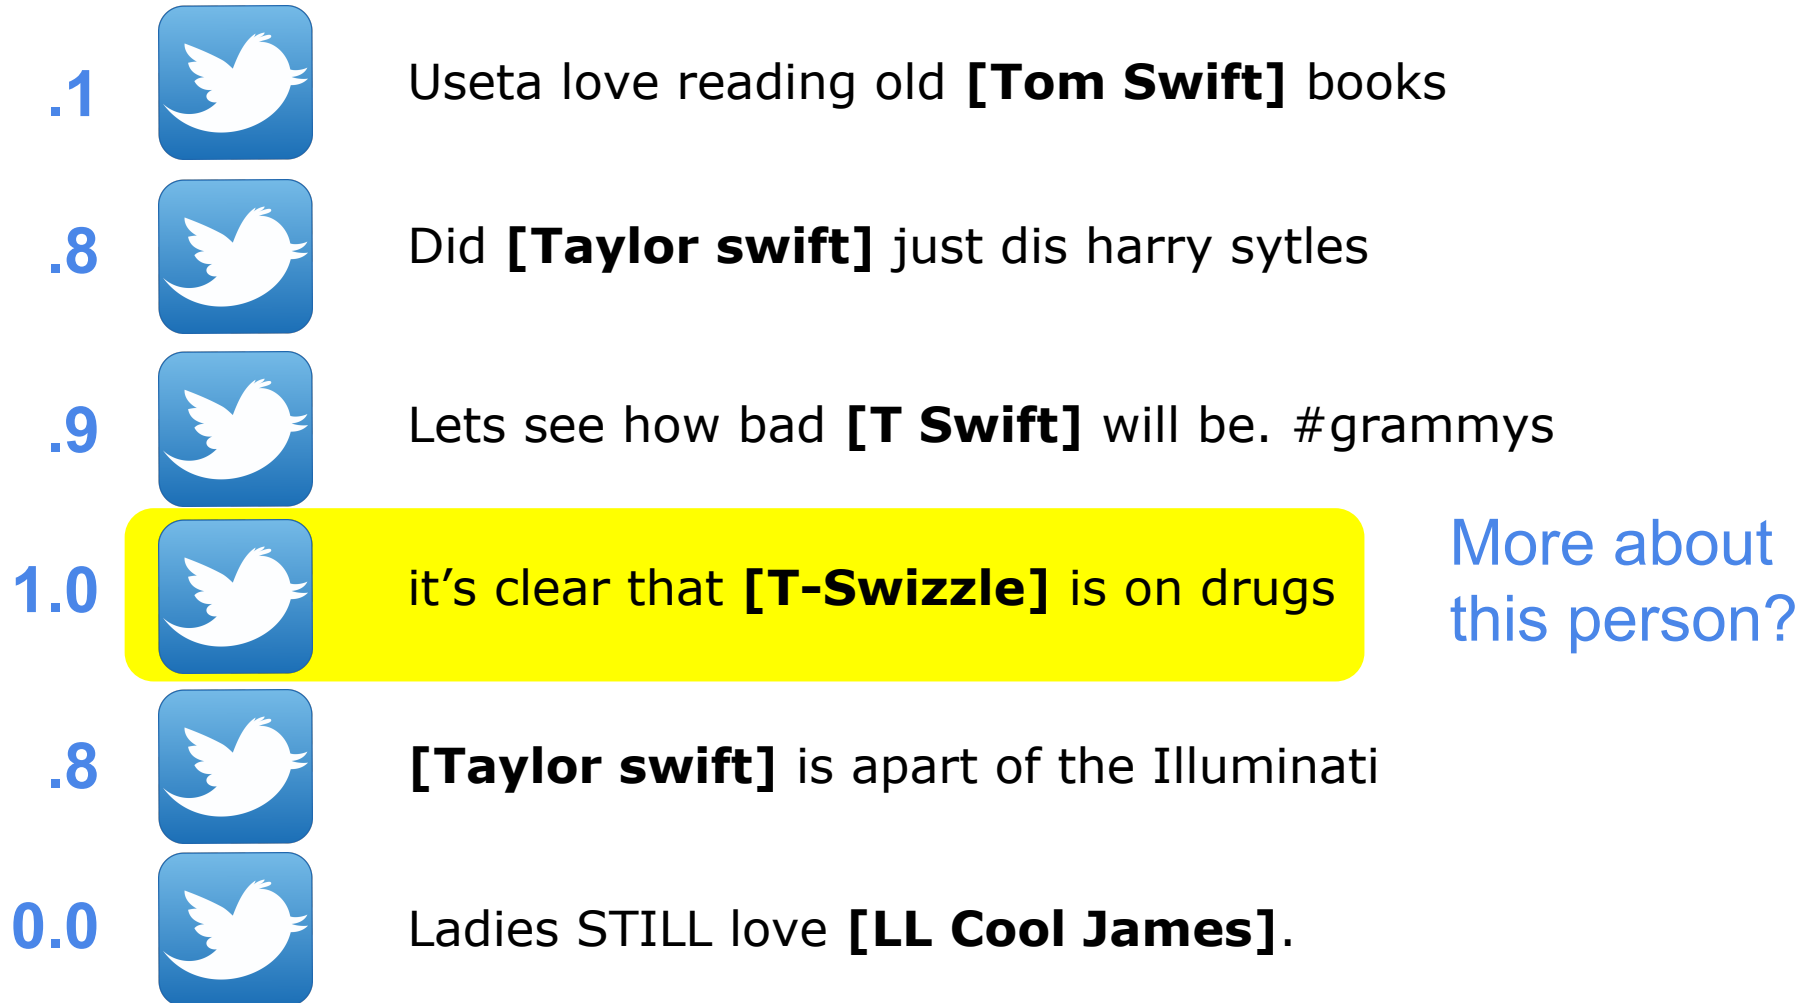 .1 Useta love reading old [Tom Swift] books
.8 Did [Taylor swift] just dis harry sytles
.9 Lets see how bad [T Swift] will be. #grammys
1.0 it’s clear that [T-Swizzle] is on drugs
More about
this person?
.8 [Taylor swift] is apart of the Illuminati
0.0 Ladies STILL love [LL Cool James].